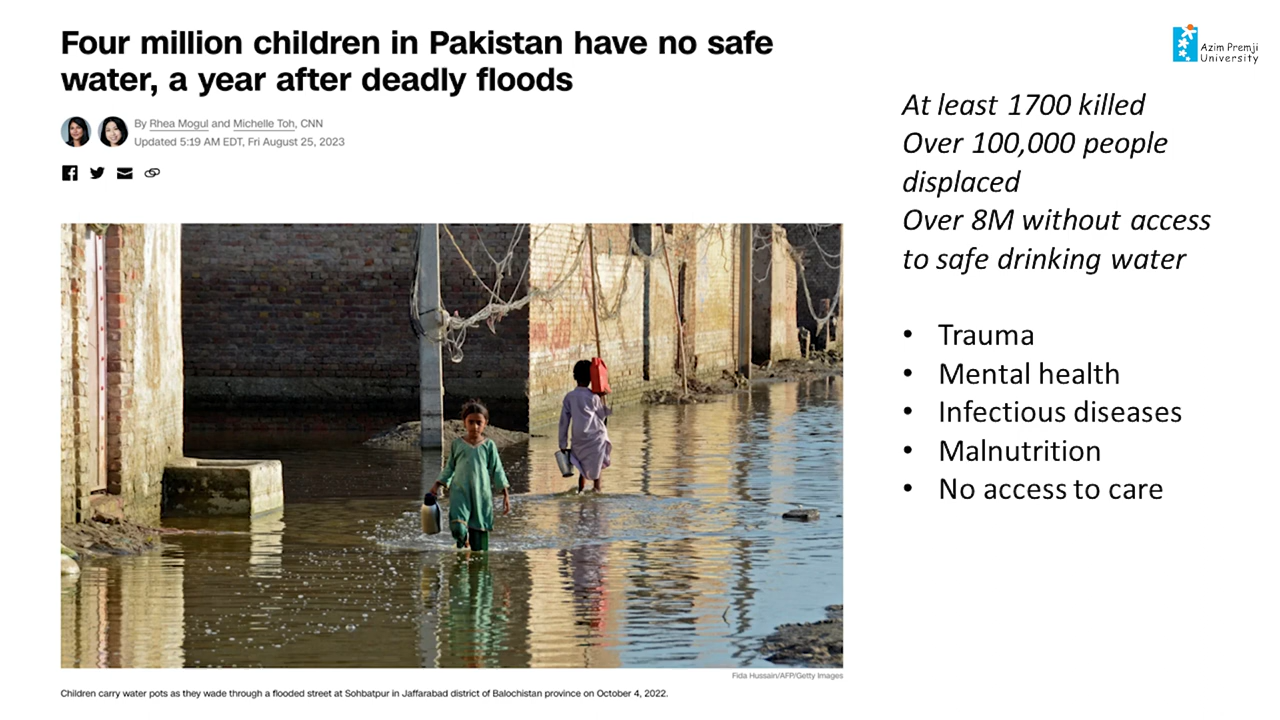 Four million children in Pakistan have no safe
water, a year after deadly floods
By Rhea Mogul and Michelle Toh, CNN
Updated 5:19 AM EDT, Fri August 25, 2023
Fida Hussain/AFP/Getty Images
Children carry water pots as they wade through a flooded street at Sohbatpur in Jaffarabad district of Balochistan province on October 4, 2022.
Azim Premji
University
At least 1700 killed
Over 100,000 people
displaced
Over 8M without access
to safe drinking water
• Trauma
• Mental health
• Infectious diseases
• Malnutrition
• No access to care